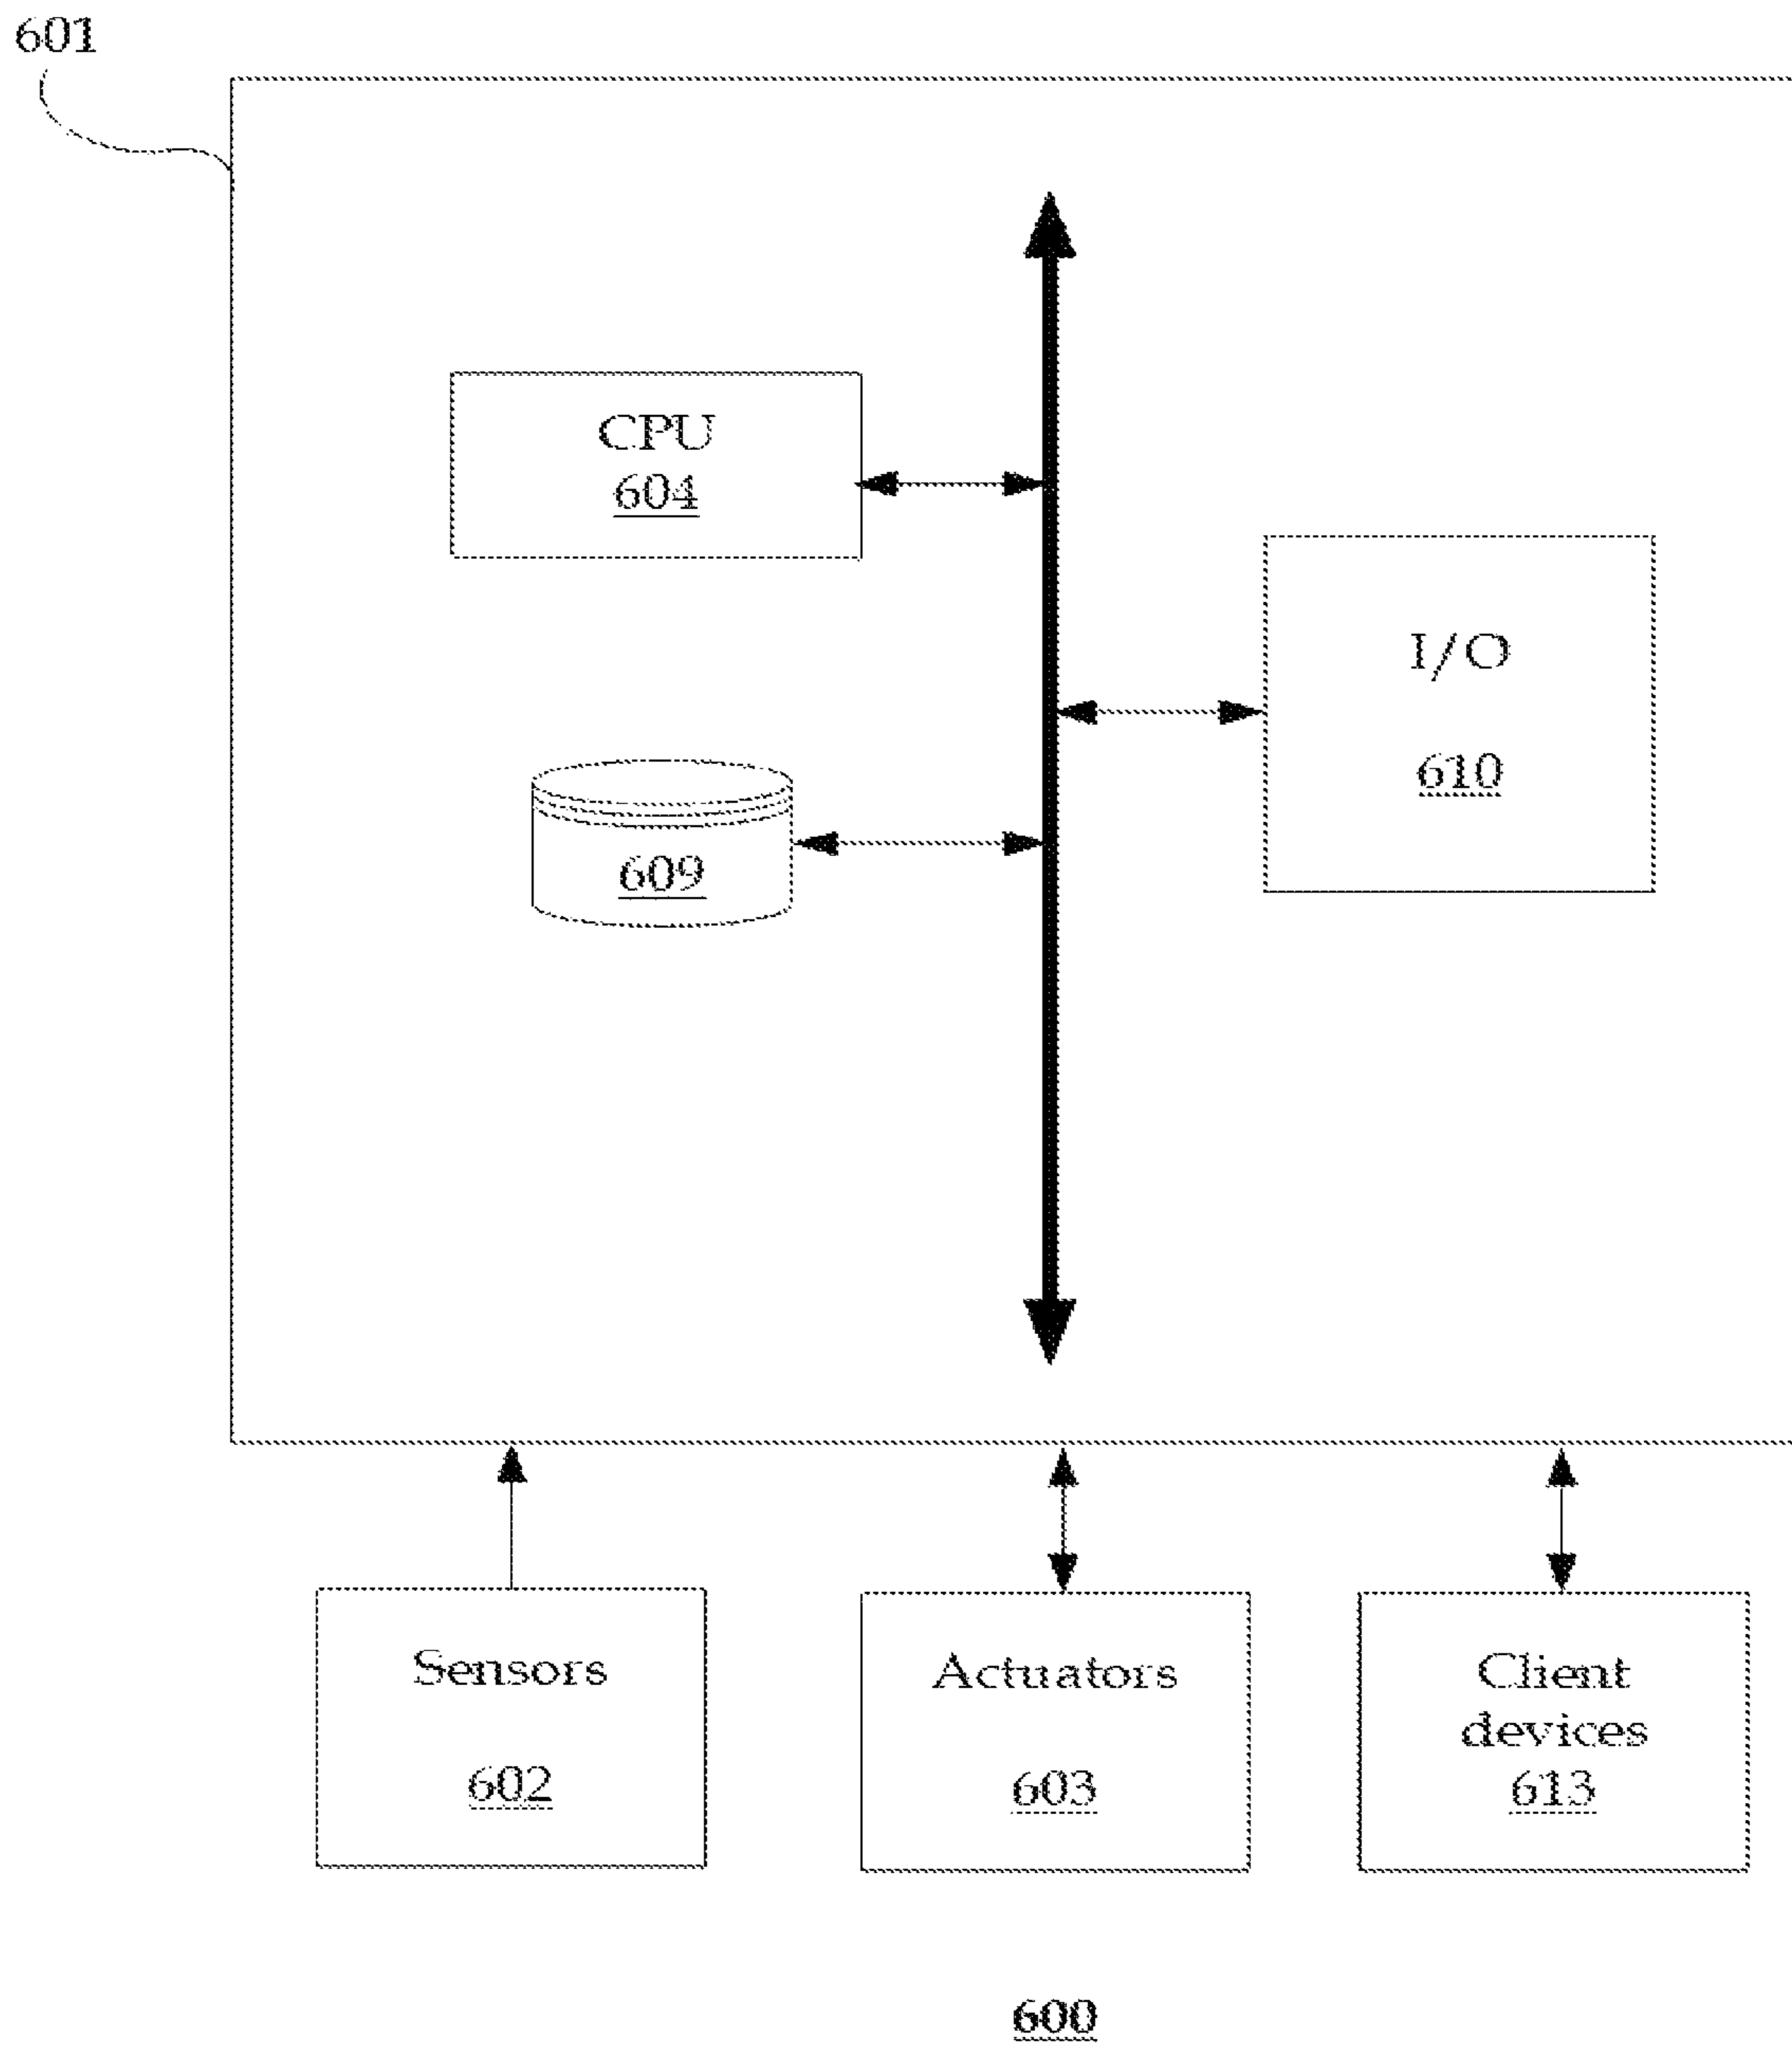 601
CPU
604
I/O
610
609
Sensors
602
Actuators
603
Client
devices
613
600